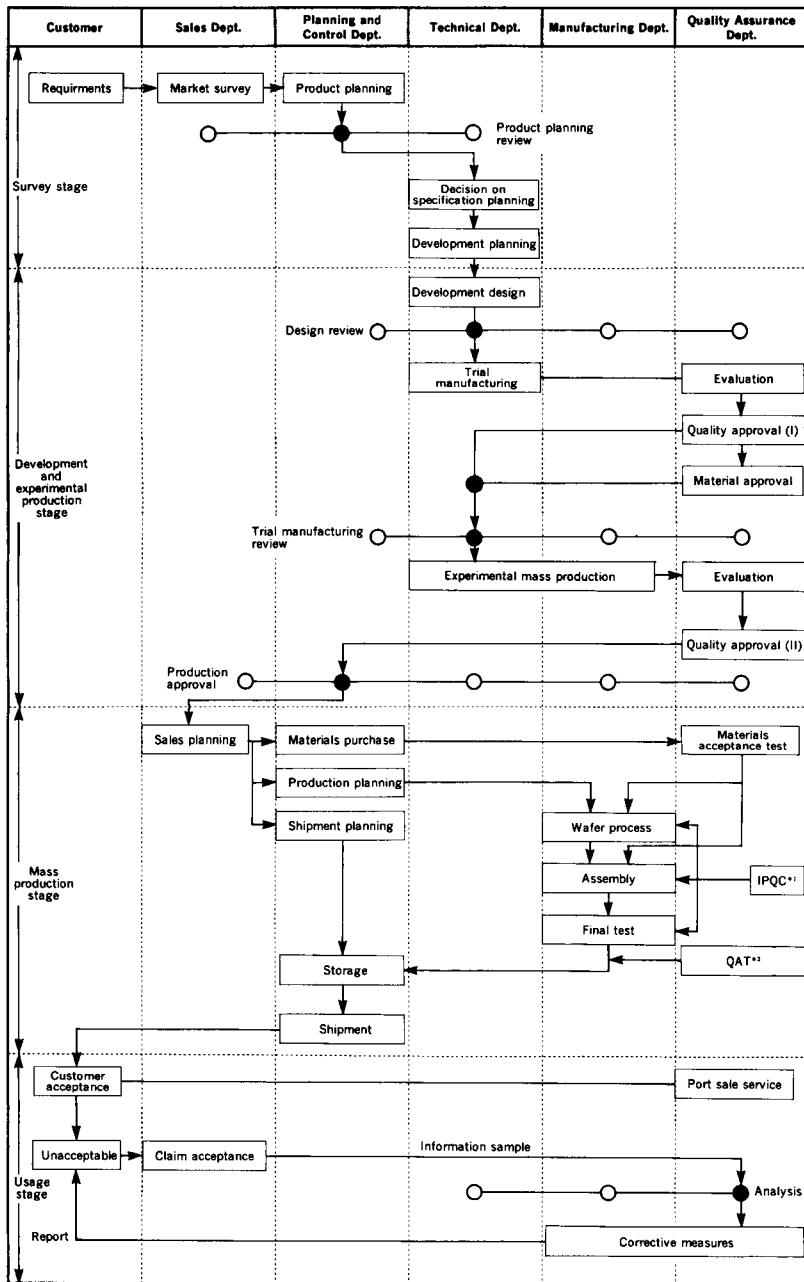 Customer
Sales Dept.
Planning and
Control Dept.
Technical Dept.
Manufacturing Dept.
Quality Assurance
Dept.
Survey stage
Requirments
Market survey
Product planning
Product planning
review
Decision on
specification planning
Development planning
Development
and
experimental
production
stage
Development design
Design review
Trial
manufacturing
Evaluation
Quality approval (I)
Material approval
Trial manufacturing
review
Experimental mass production
Evaluation
Quality approval (II)
Production
approval
Mass
production
stage
Sales planning
Materials purchase
Materials
acceptance test
Production planning
Shipment planning
Wafer process
Assembly
IPQC*1
Final test
QAT*2
Storage
Shipment
Usage
stage
Customer
acceptance
Port sale service
Unacceptable
Claim acceptance
Information sample
Analysis
Report
Corrective measures